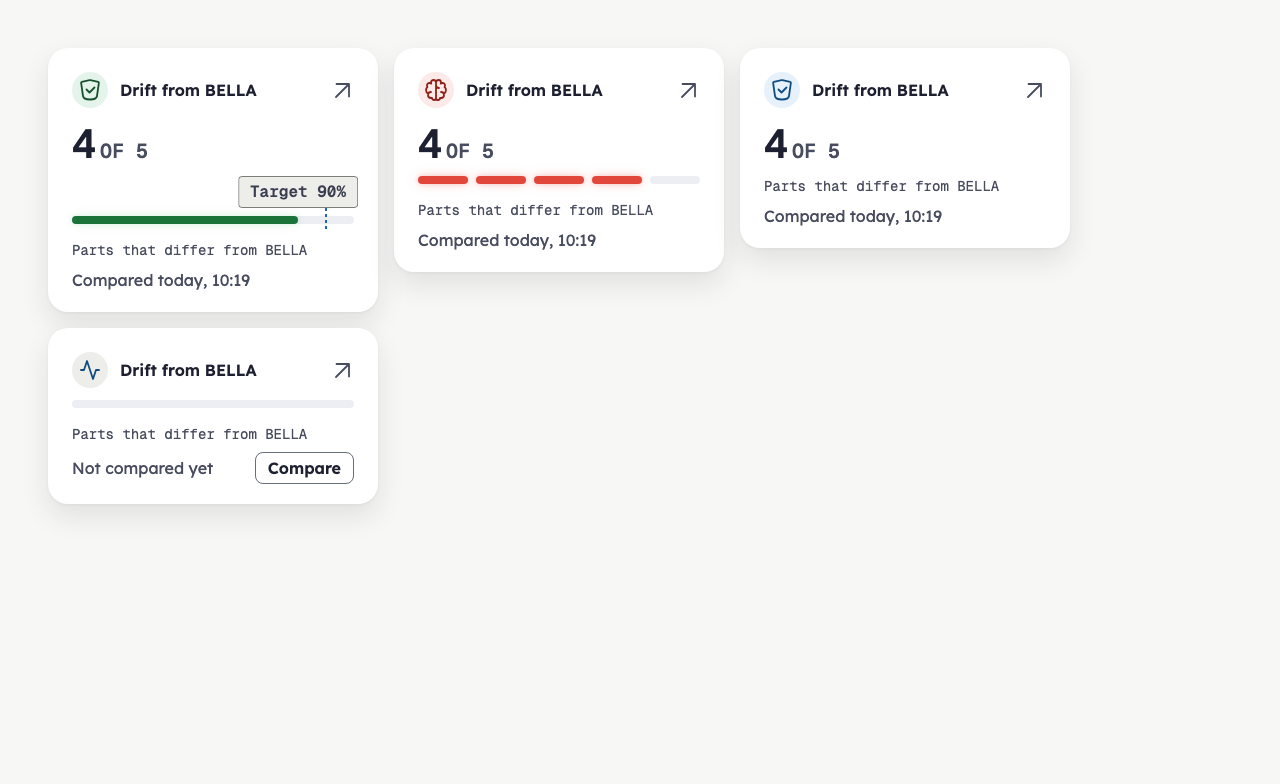 Drift from BELLA
4 OF 5
Target 90%
Parts that differ from BELLA
Compared today, 10:19
Drift from BELLA
4 OF 5
Parts that differ from BELLA
Compared today, 10:19
Drift from BELLA
4 OF 5
Parts that differ from BELLA
Compared today, 10:19
Drift from BELLA
Parts that differ from BELLA
Not compared yet
Compare